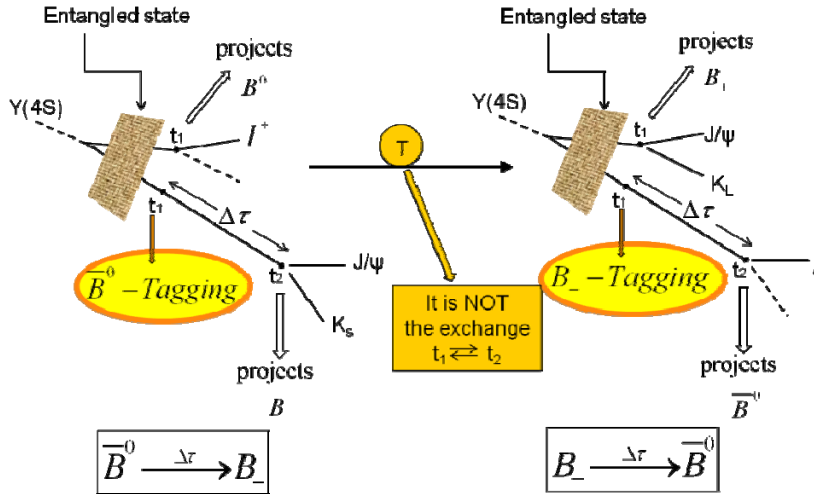 Entangled state
projects
B⁰
Υ(4S)
t₁
l⁺
t₁
Δτ
B̅⁰ – Tagging
t₂
J/ψ
Kₛ
projects
B
B̅⁰ —Δτ→ B₋
T
It is NOT
the exchange
t₁ ⇄ t₂
Entangled state
projects
Υ(4S)
t₁
J/ψ
K_L
t₁
Δτ
B₋ – Tagging
t₂
projects
B̅⁰
B₋ —Δτ→ B̅⁰